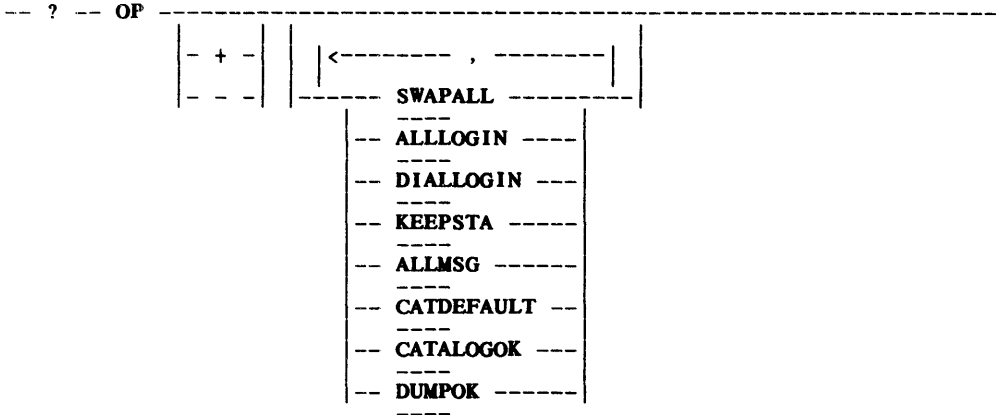 -- ? -- OP ------------------------------------------------------------
- + -
<-------- , --------
- - -
------ SWAPALL --------
-- ALLLOGIN ----
-- DIALLOGIN ---
-- KEEPSTA -----
-- ALLMSG ------
-- CATDEFAULT --
-- CATALOGOK ---
-- DUMPOK ------